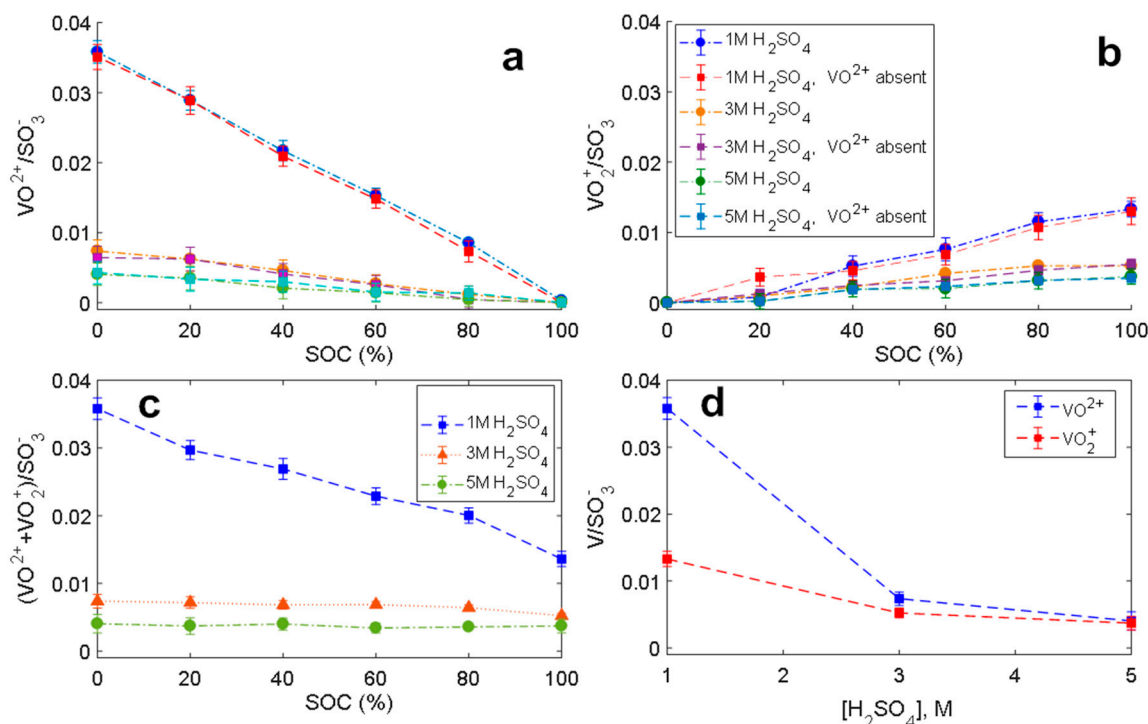 a
VO²⁺/SO₃⁻
0.04
0.03
0.02
0.01
0
0 20 40 60 80 100
SOC (%)
b
VO₂⁺/SO₃⁻
0.04
0.03
0.02
0.01
0
1M H₂SO₄
1M H₂SO₄, VO²⁺ absent
3M H₂SO₄
3M H₂SO₄, VO²⁺ absent
5M H₂SO₄
5M H₂SO₄, VO²⁺ absent
0 20 40 60 80 100
SOC (%)
c
(VO²⁺+VO₂⁺)/SO₃⁻
0.04
0.03
0.02
0.01
0
1M H₂SO₄
3M H₂SO₄
5M H₂SO₄
0 20 40 60 80 100
SOC (%)
d
V/SO₃⁻
0.04
0.03
0.02
0.01
0
VO²⁺
VO₂⁺
1 2 3 4 5
[H₂SO₄], M